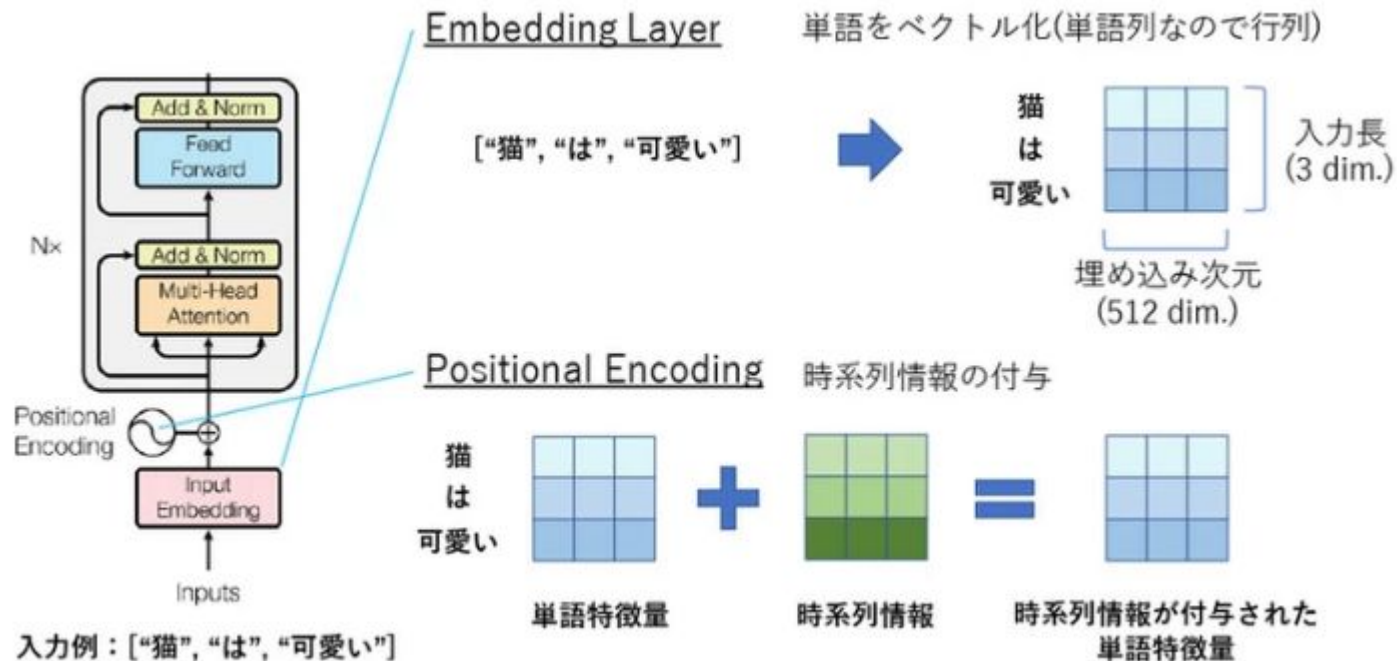 Embedding Layer 単語をベクトル化(単語列なので行列)
Add & Norm
Feed
Forward
N×
Add & Norm
Multi-Head
Attention
Positional
Encoding
Input
Embedding
Inputs
入力例：[“猫”, “は”, “可愛い”]
[“猫”, “は”, “可愛い”]
猫
は
可愛い
入力長
(3 dim.)
埋め込み次元
(512 dim.)
Positional Encoding 時系列情報の付与
猫
は
可愛い
単語特徴量
時系列情報
時系列情報が付与された
単語特徴量